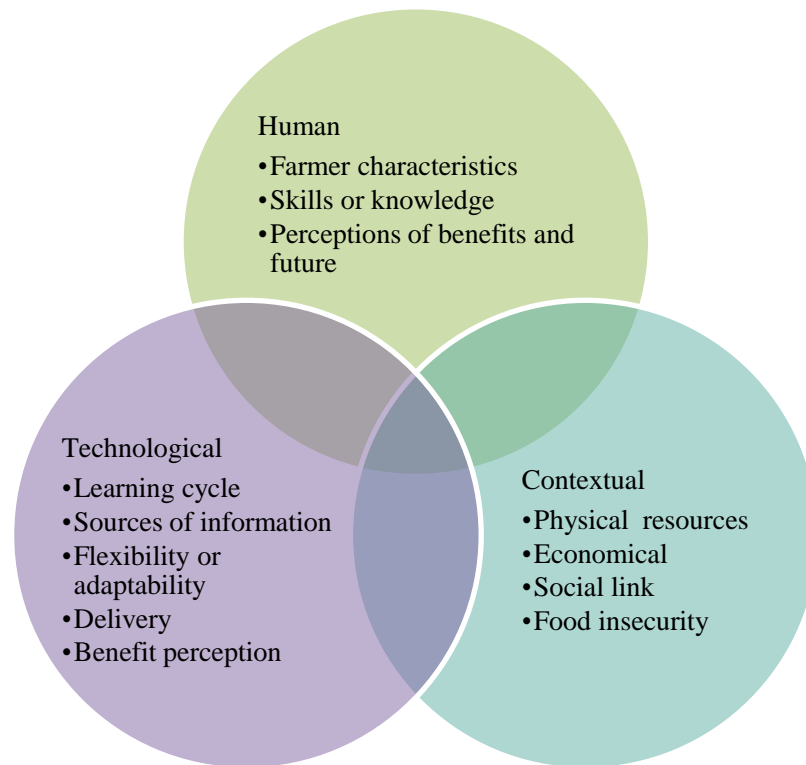 Human
•Farmer characteristics
•Skills or knowledge
•Perceptions of benefits and
future
Technological
•Learning cycle
•Sources of information
•Flexibility or
adaptability
•Delivery
•Benefit perception
Contextual
•Physical resources
•Economical
•Social link
•Food insecurity